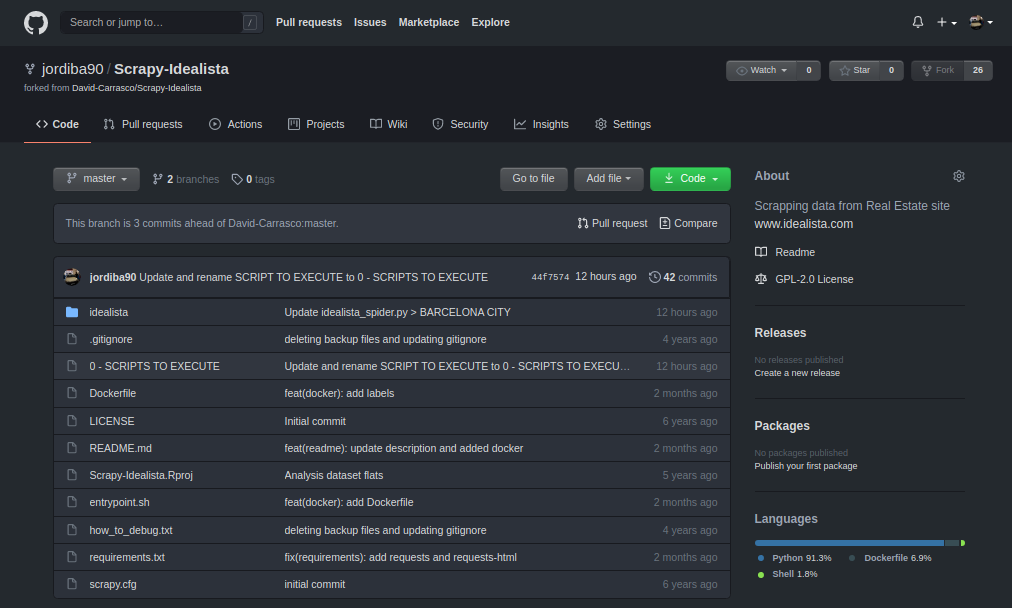 Search or jump to… /
Pull requests Issues Marketplace Explore
jordiba90 / Scrapy-Idealista
forked from David-Carrasco/Scrapy-Idealista
Watch 0 Star 0 Fork 26
Code Pull requests Actions Projects Wiki Security Insights Settings
master 2 branches 0 tags Go to file Add file Code
This branch is 3 commits ahead of David-Carrasco:master. Pull request Compare
jordiba90 Update and rename SCRIPT TO EXECUTE to 0 - SCRIPTS TO EXECUTE 44f7574 12 hours ago 42 commits
idealista Update idealista_spider.py > BARCELONA CITY 12 hours ago
.gitignore deleting backup files and updating gitignore 4 years ago
0 - SCRIPTS TO EXECUTE Update and rename SCRIPT TO EXECUTE to 0 - SCRIPTS TO EXECU… 12 hours ago
Dockerfile feat(docker): add labels 2 months ago
LICENSE Initial commit 6 years ago
README.md feat(readme): update description and added docker 2 months ago
Scrapy-Idealista.Rproj Analysis dataset flats 5 years ago
entrypoint.sh feat(docker): add Dockerfile 2 months ago
how_to_debug.txt deleting backup files and updating gitignore 4 years ago
requirements.txt fix(requirements): add requests and requests-html 2 months ago
scrapy.cfg initial commit 6 years ago
About
Scrapping data from Real Estate site
www.idealista.com
Readme
GPL-2.0 License
Releases
No releases published
Create a new release
Packages
No packages published
Publish your first package
Languages
Python 91.3% Dockerfile 6.9%
Shell 1.8%